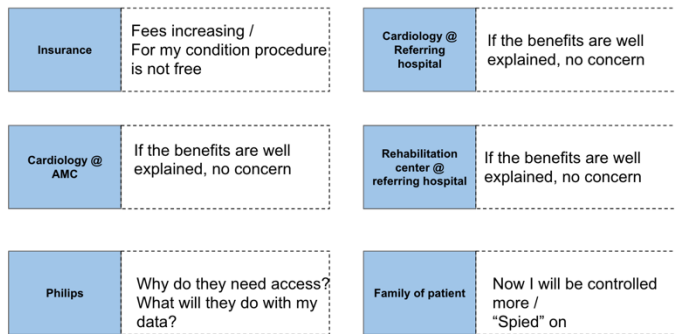 Insurance
Fees increasing /
For my condition procedure
is not free
Cardiology @
Referring
hospital
If the benefits are well
explained, no concern
Cardiology @
AMC
If the benefits are well
explained, no concern
Rehabilitation
center @
referring hospital
If the benefits are well
explained, no concern
Philips
Why do they need access?
What will they do with my
data?
Family of patient
Now I will be controlled
more /
“Spied” on